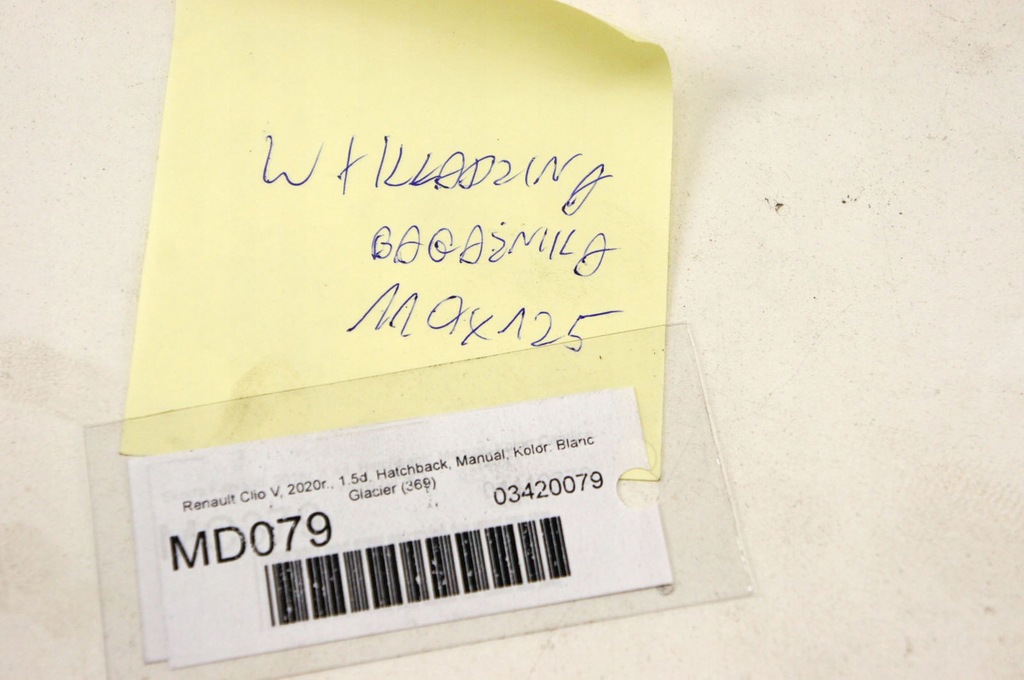 WYKŁADZINA
BAGAŻNIKA
MAX125
Renault Clio V, 2020r., 1.5d. Hatchback, Manual, Kolor: Blanc
Glacier (369)
03420079
MD079